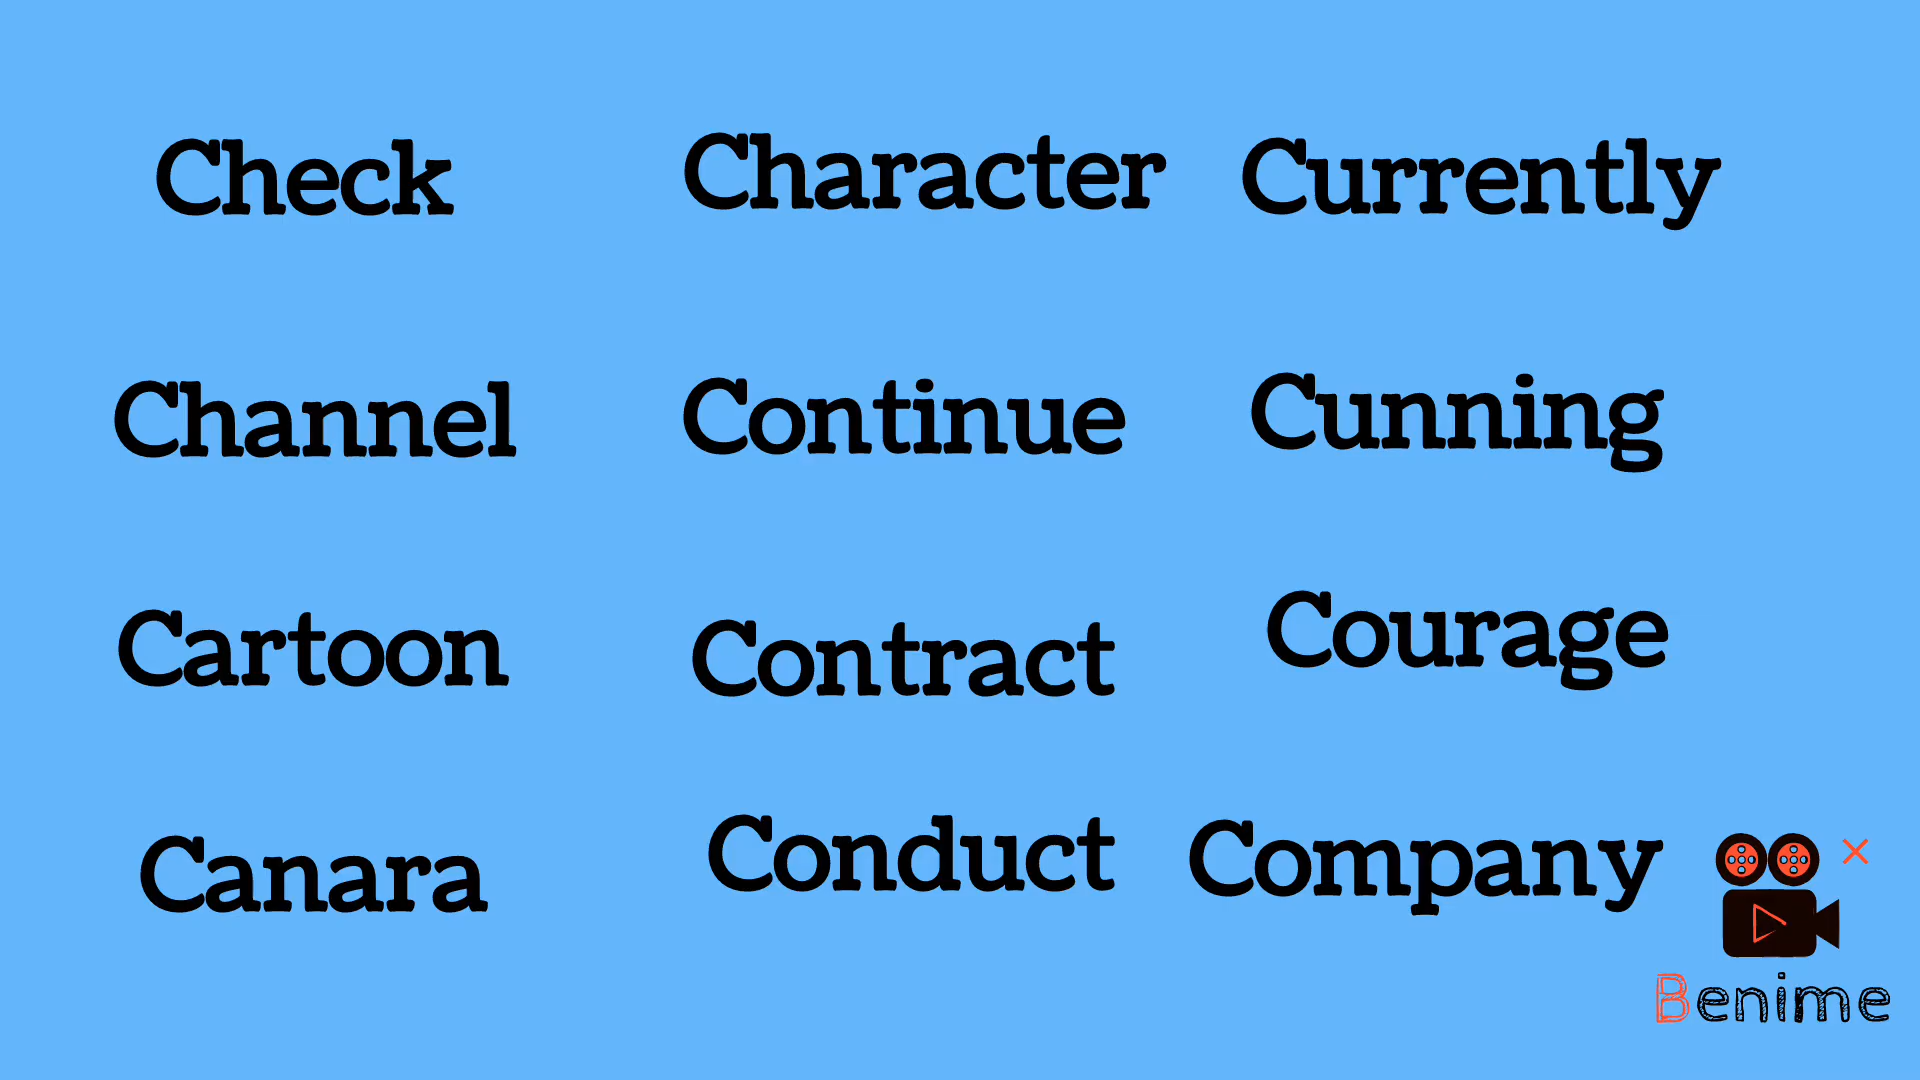 Check Character Currently
Channel Continue Cunning
Cartoon Contract Courage
Canara Conduct Company
Benime